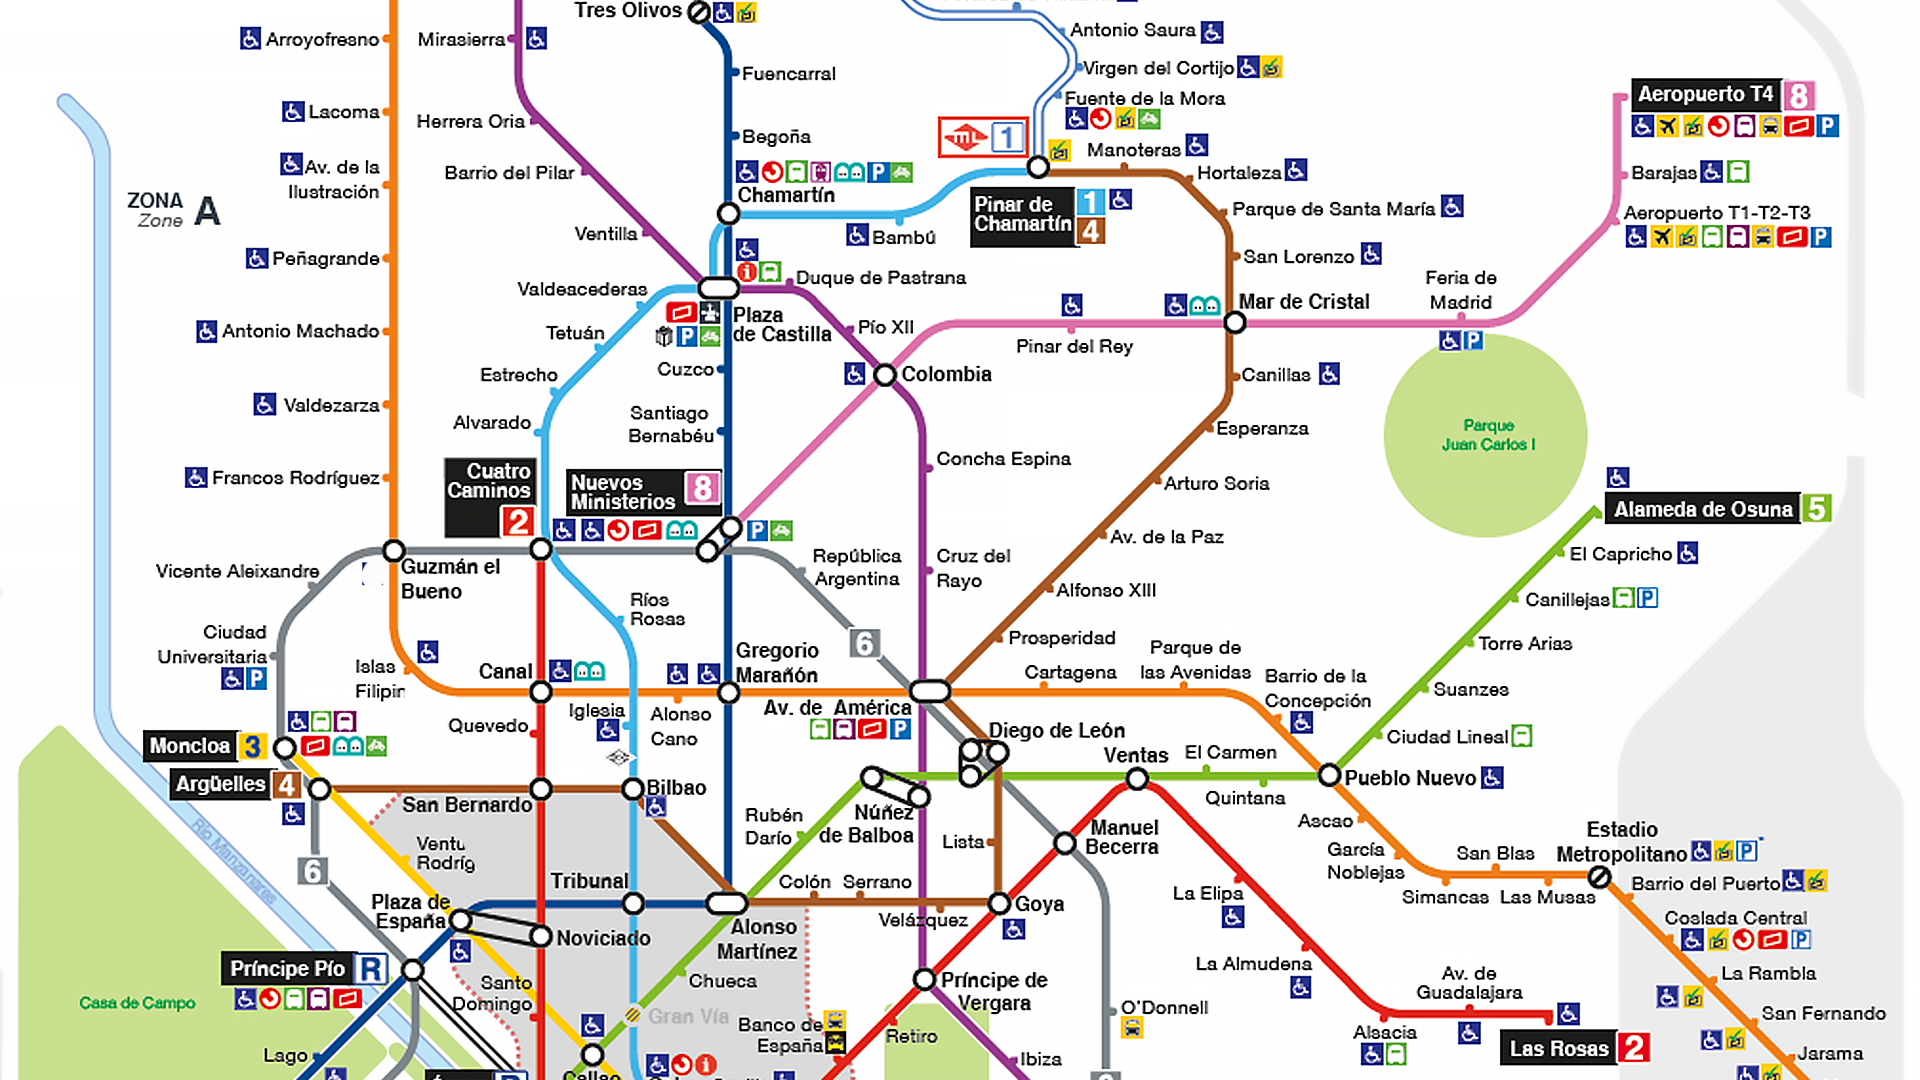 Tres Olivos
Antonio Saura
Arroyofresno
Mirasierra
Virgen del Cortijo
Fuencarral
Fuente de la Mora
Aeropuerto T4 8
Lacoma
Herrera Oria
Begoña
1
Manoteras
Barajas
Av. de la
Ilustración
Barrio del Pilar
Hortaleza
Chamartín
Pinar de
Chamartín
1
4
Parque de Santa María
Aeropuerto T1-T2-T3
ZONA
Zone
A
Ventilla
Bambú
San Lorenzo
Peñagrande
Duque de Pastrana
Feria de
Madrid
Valdeacederas
Mar de Cristal
Plaza
de Castilla
Antonio Machado
Tetuán
Pío XII
Pinar del Rey
Cuzco
Estrecho
Colombia
Canillas
Valdezarza
Alvarado
Santiago
Bernabéu
Esperanza
Parque
Juan Carlos I
Concha Espina
Francos Rodríguez
Cuatro
Caminos
2
Nuevos
Ministerios
8
Arturo Soria
Alameda de Osuna 5
Av. de la Paz
El Capricho
Vicente Aleixandre
Guzmán el
Bueno
República
Argentina
Cruz del
Rayo
Alfonso XIII
Canillejas
Ríos
Rosas
Ciudad
Universitaria
6
Prosperidad
Torre Arias
Islas
Filipin
Canal
Gregorio
Marañón
Cartagena
Parque de
las Avenidas
Barrio de la
Concepción
Suanzes
Quevedo
Iglesia
Alonso
Cano
Av. de América
Moncloa 3
Diego de León
Ciudad Lineal
Argüelles 4
San Bernardo
Bilbao
Ventas
El Carmen
Pueblo Nuevo
Quintana
Río Manzanares
Ventu
Rodríg
Rubén
Darío
Núñez
de Balboa
Lista
Manuel
Becerra
Ascao
García
Noblejas
Estadio
Metropolitano
San Blas
6
Tribunal
Colón
Serrano
Velázquez
Goya
La Elipa
Simancas
Las Musas
Barrio del Puerto
Plaza de
España
Noviciado
Alonso
Martínez
Coslada Central
Príncipe Pío R
Santo
Domingo
Chueca
Príncipe de
Vergara
La Almudena
Av. de
Guadalajara
La Rambla
Casa de Campo
Gran Vía
Banco de
España
Retiro
O'Donnell
Alsacia
San Fernando
Lago
Ibiza
Las Rosas 2
Jarama
Callao